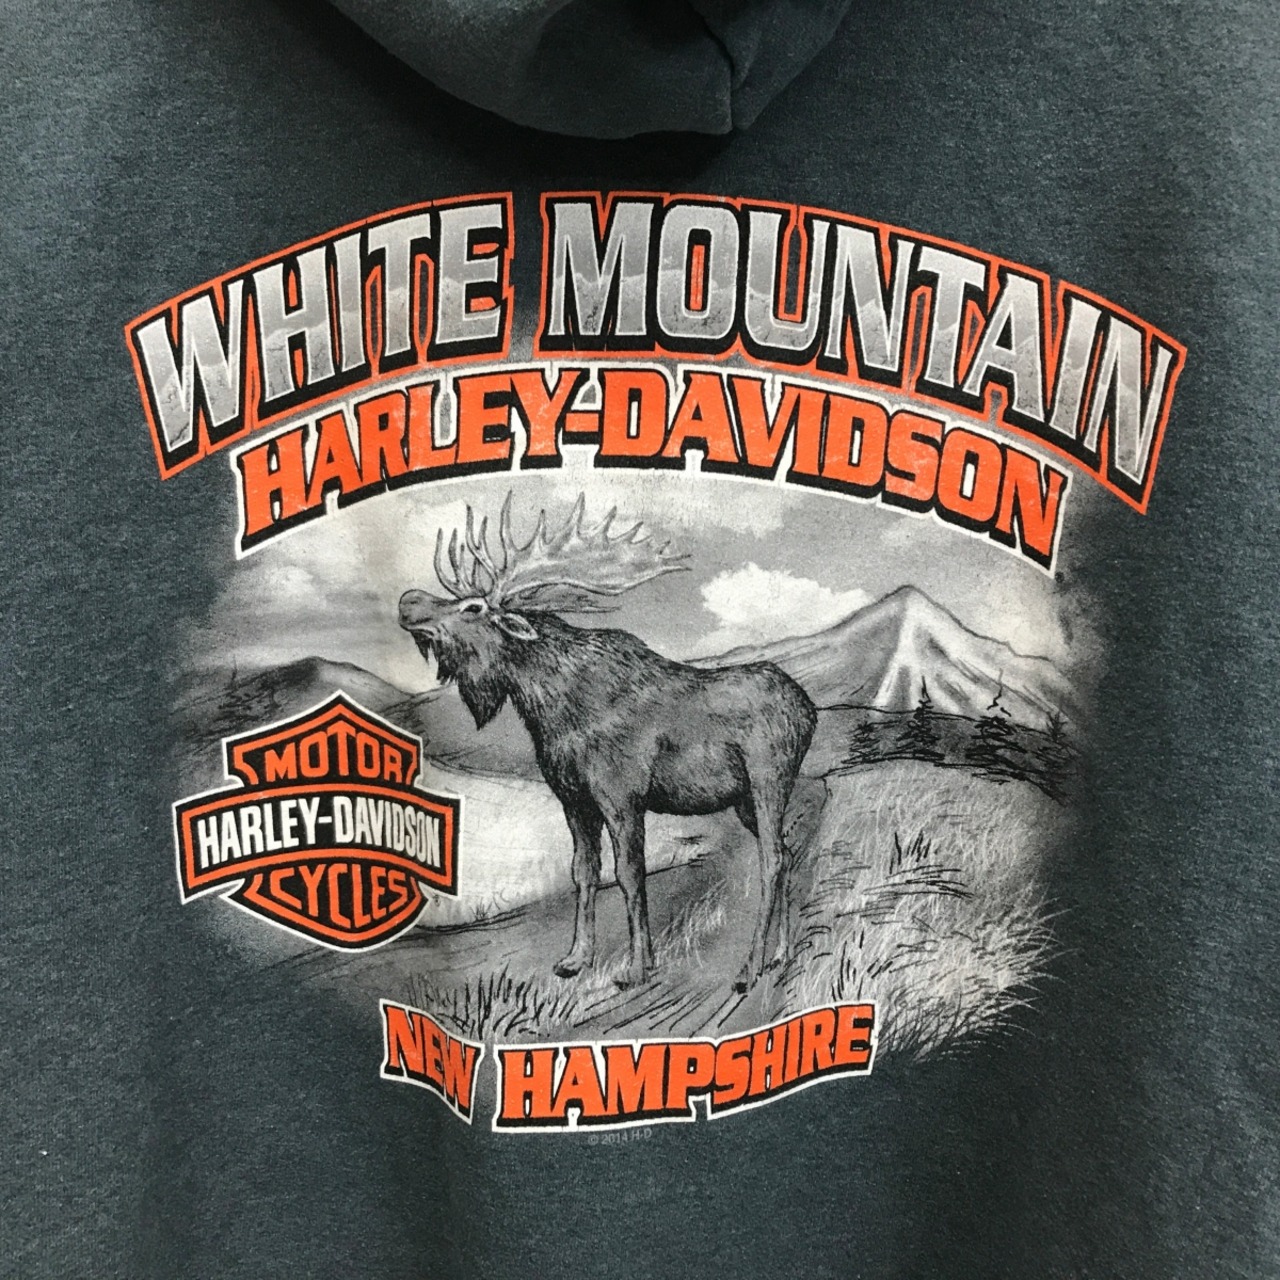 WHITE MOUNTAIN
HARLEY-DAVIDSON
MOTOR
HARLEY-DAVIDSON
CYCLES
NEW HAMPSHIRE
© 2014 H-D